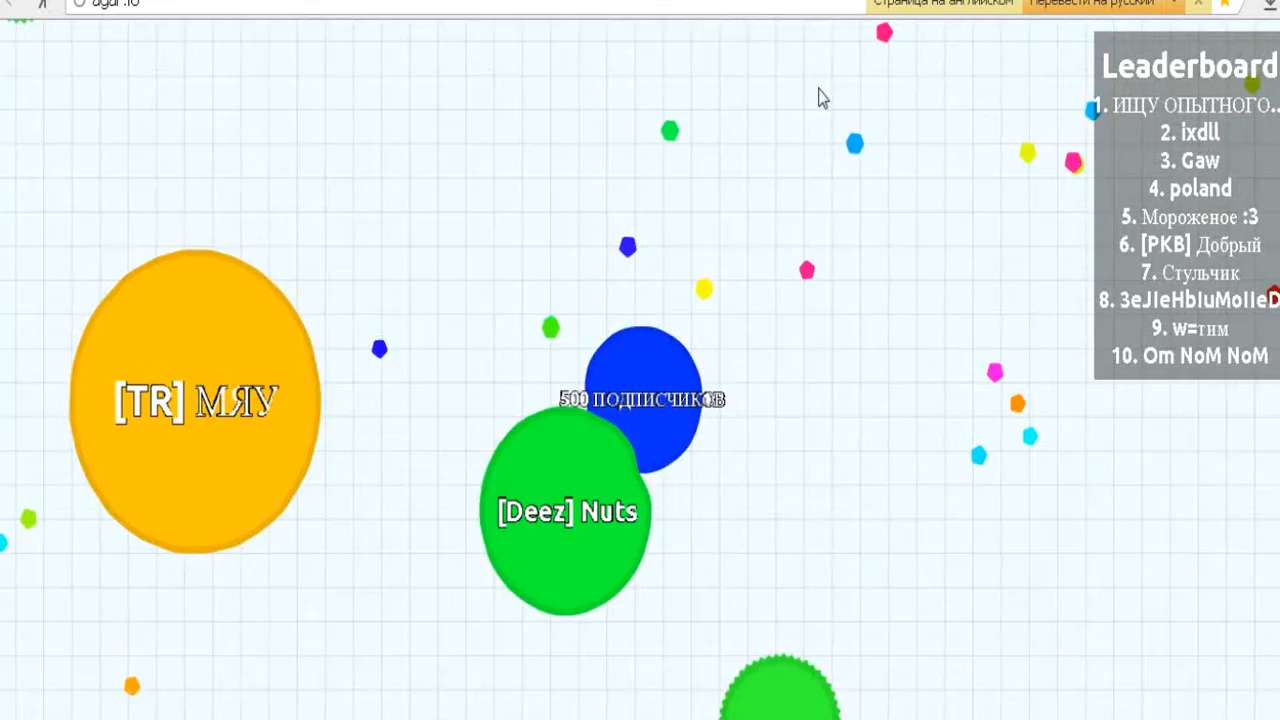 agar.io
Страница на английском
Перевести на русский
Leaderboard
1. ИЩУ ОПЫТНОГО..
2. ixdll
3. Gaw
4. poland
5. Мороженое :3
6. [PKB] Добрый
7. Стульчик
8. 3eJIeHbIuMoIIeD
9. w=тим
10. Om NoM NoM
[TR] МЯУ
500 ПОДПИСЧИКОВ
[Deez] Nuts